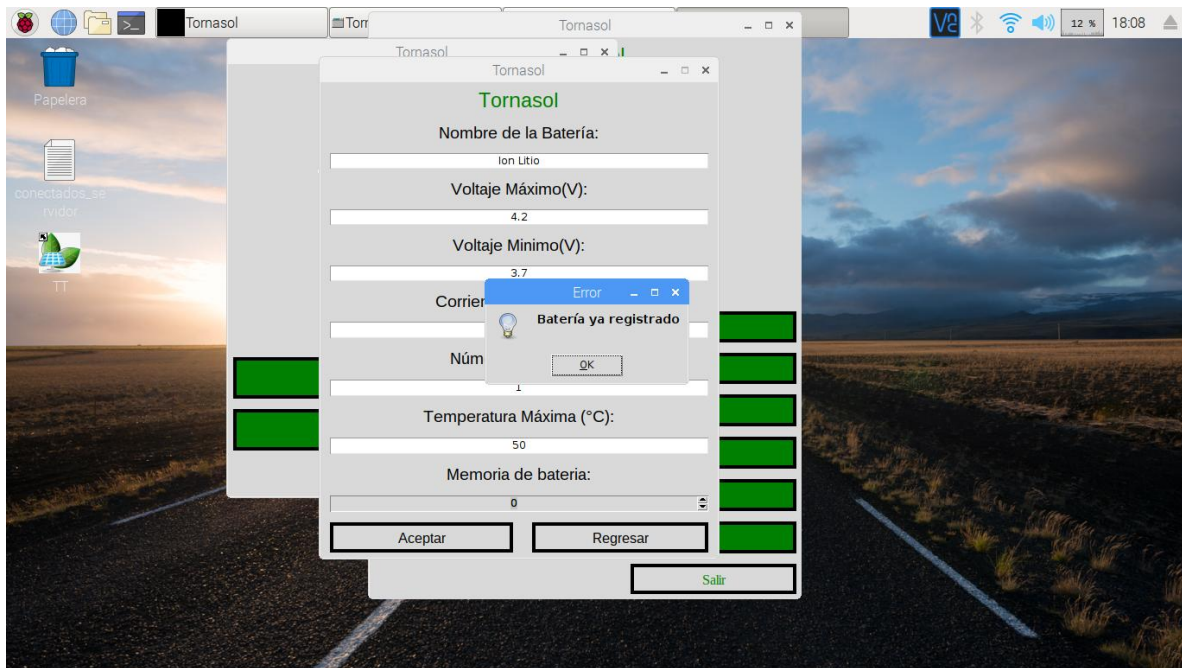 Tornasol
Torr
Tornasol
12 %
18:08
Papelera
conectados_se
rvidor
TT
Tornasol
Tornasol
Tornasol
Nombre de la Batería:
Ion Litio
Voltaje Máximo(V):
4.2
Voltaje Minimo(V):
3.7
Corrier
Error
Batería ya registrado
OK
Núm
1
Temperatura Máxima (°C):
50
Memoria de bateria:
0
Aceptar
Regresar
Salir